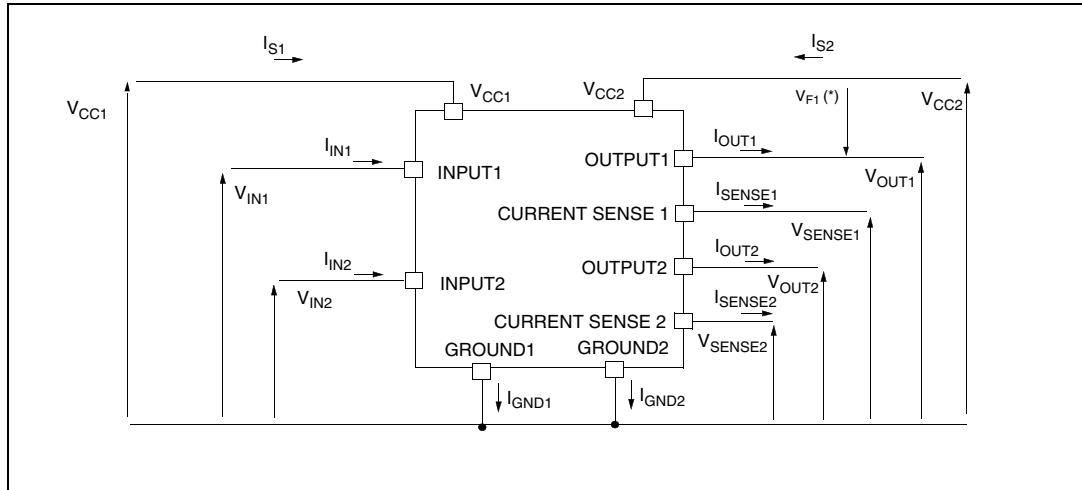 I_S1
I_S2
V_CC1
V_CC1
V_CC2
V_F1 (*)
V_CC2
I_IN1
INPUT1
V_IN1
OUTPUT1
I_OUT1
V_OUT1
CURRENT SENSE 1
I_SENSE1
V_SENSE1
I_IN2
INPUT2
V_IN2
OUTPUT2
I_OUT2
V_OUT2
CURRENT SENSE 2
I_SENSE2
V_SENSE2
GROUND1
GROUND2
I_GND1
I_GND2